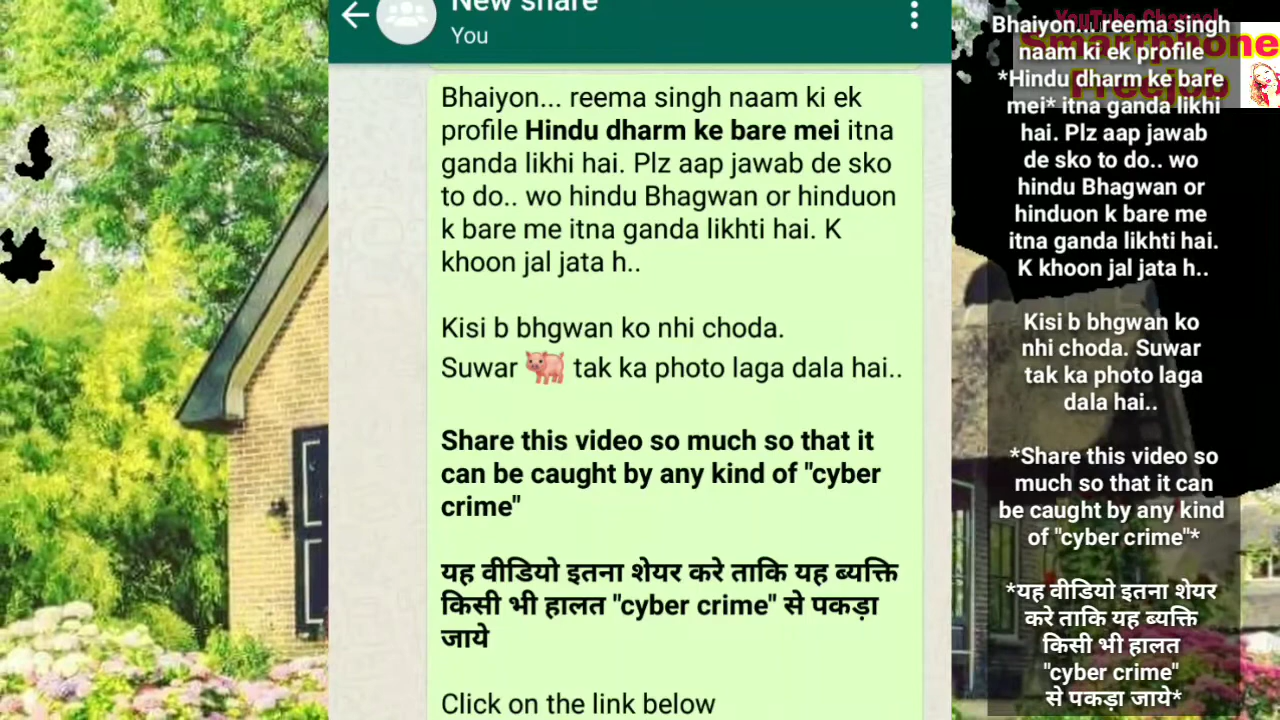 New share
You
Bhaiyon... reema singh naam ki ek
profile Hindu dharm ke bare mei itna
ganda likhi hai. Plz aap jawab de sko
to do.. wo hindu Bhagwan or hinduon
k bare me itna ganda likhti hai. K
khoon jal jata h..
Kisi b bhgwan ko nhi choda.
Suwar 🐖 tak ka photo laga dala hai..
Share this video so much so that it
can be caught by any kind of "cyber
crime"
यह वीडियो इतना शेयर करे ताकि यह ब्यक्ति
किसी भी हालत "cyber crime" से पकड़ा
जाये
Click on the link below
YouTube Channel
Smartphone
Freejob
Bhaiyon... reema singh
naam ki ek profile
*Hindu dharm ke bare
mei* itna ganda likhi
hai. Plz aap jawab
de sko to do.. wo
hindu Bhagwan or
hinduon k bare me
itna ganda likhti hai.
K khoon jal jata h..
Kisi b bhgwan ko
nhi choda. Suwar
tak ka photo laga
dala hai..
*Share this video so
much so that it can
be caught by any kind
of "cyber crime"*
*यह वीडियो इतना शेयर
करे ताकि यह ब्यक्ति
किसी भी हालत
"cyber crime"
से पकड़ा जाये*